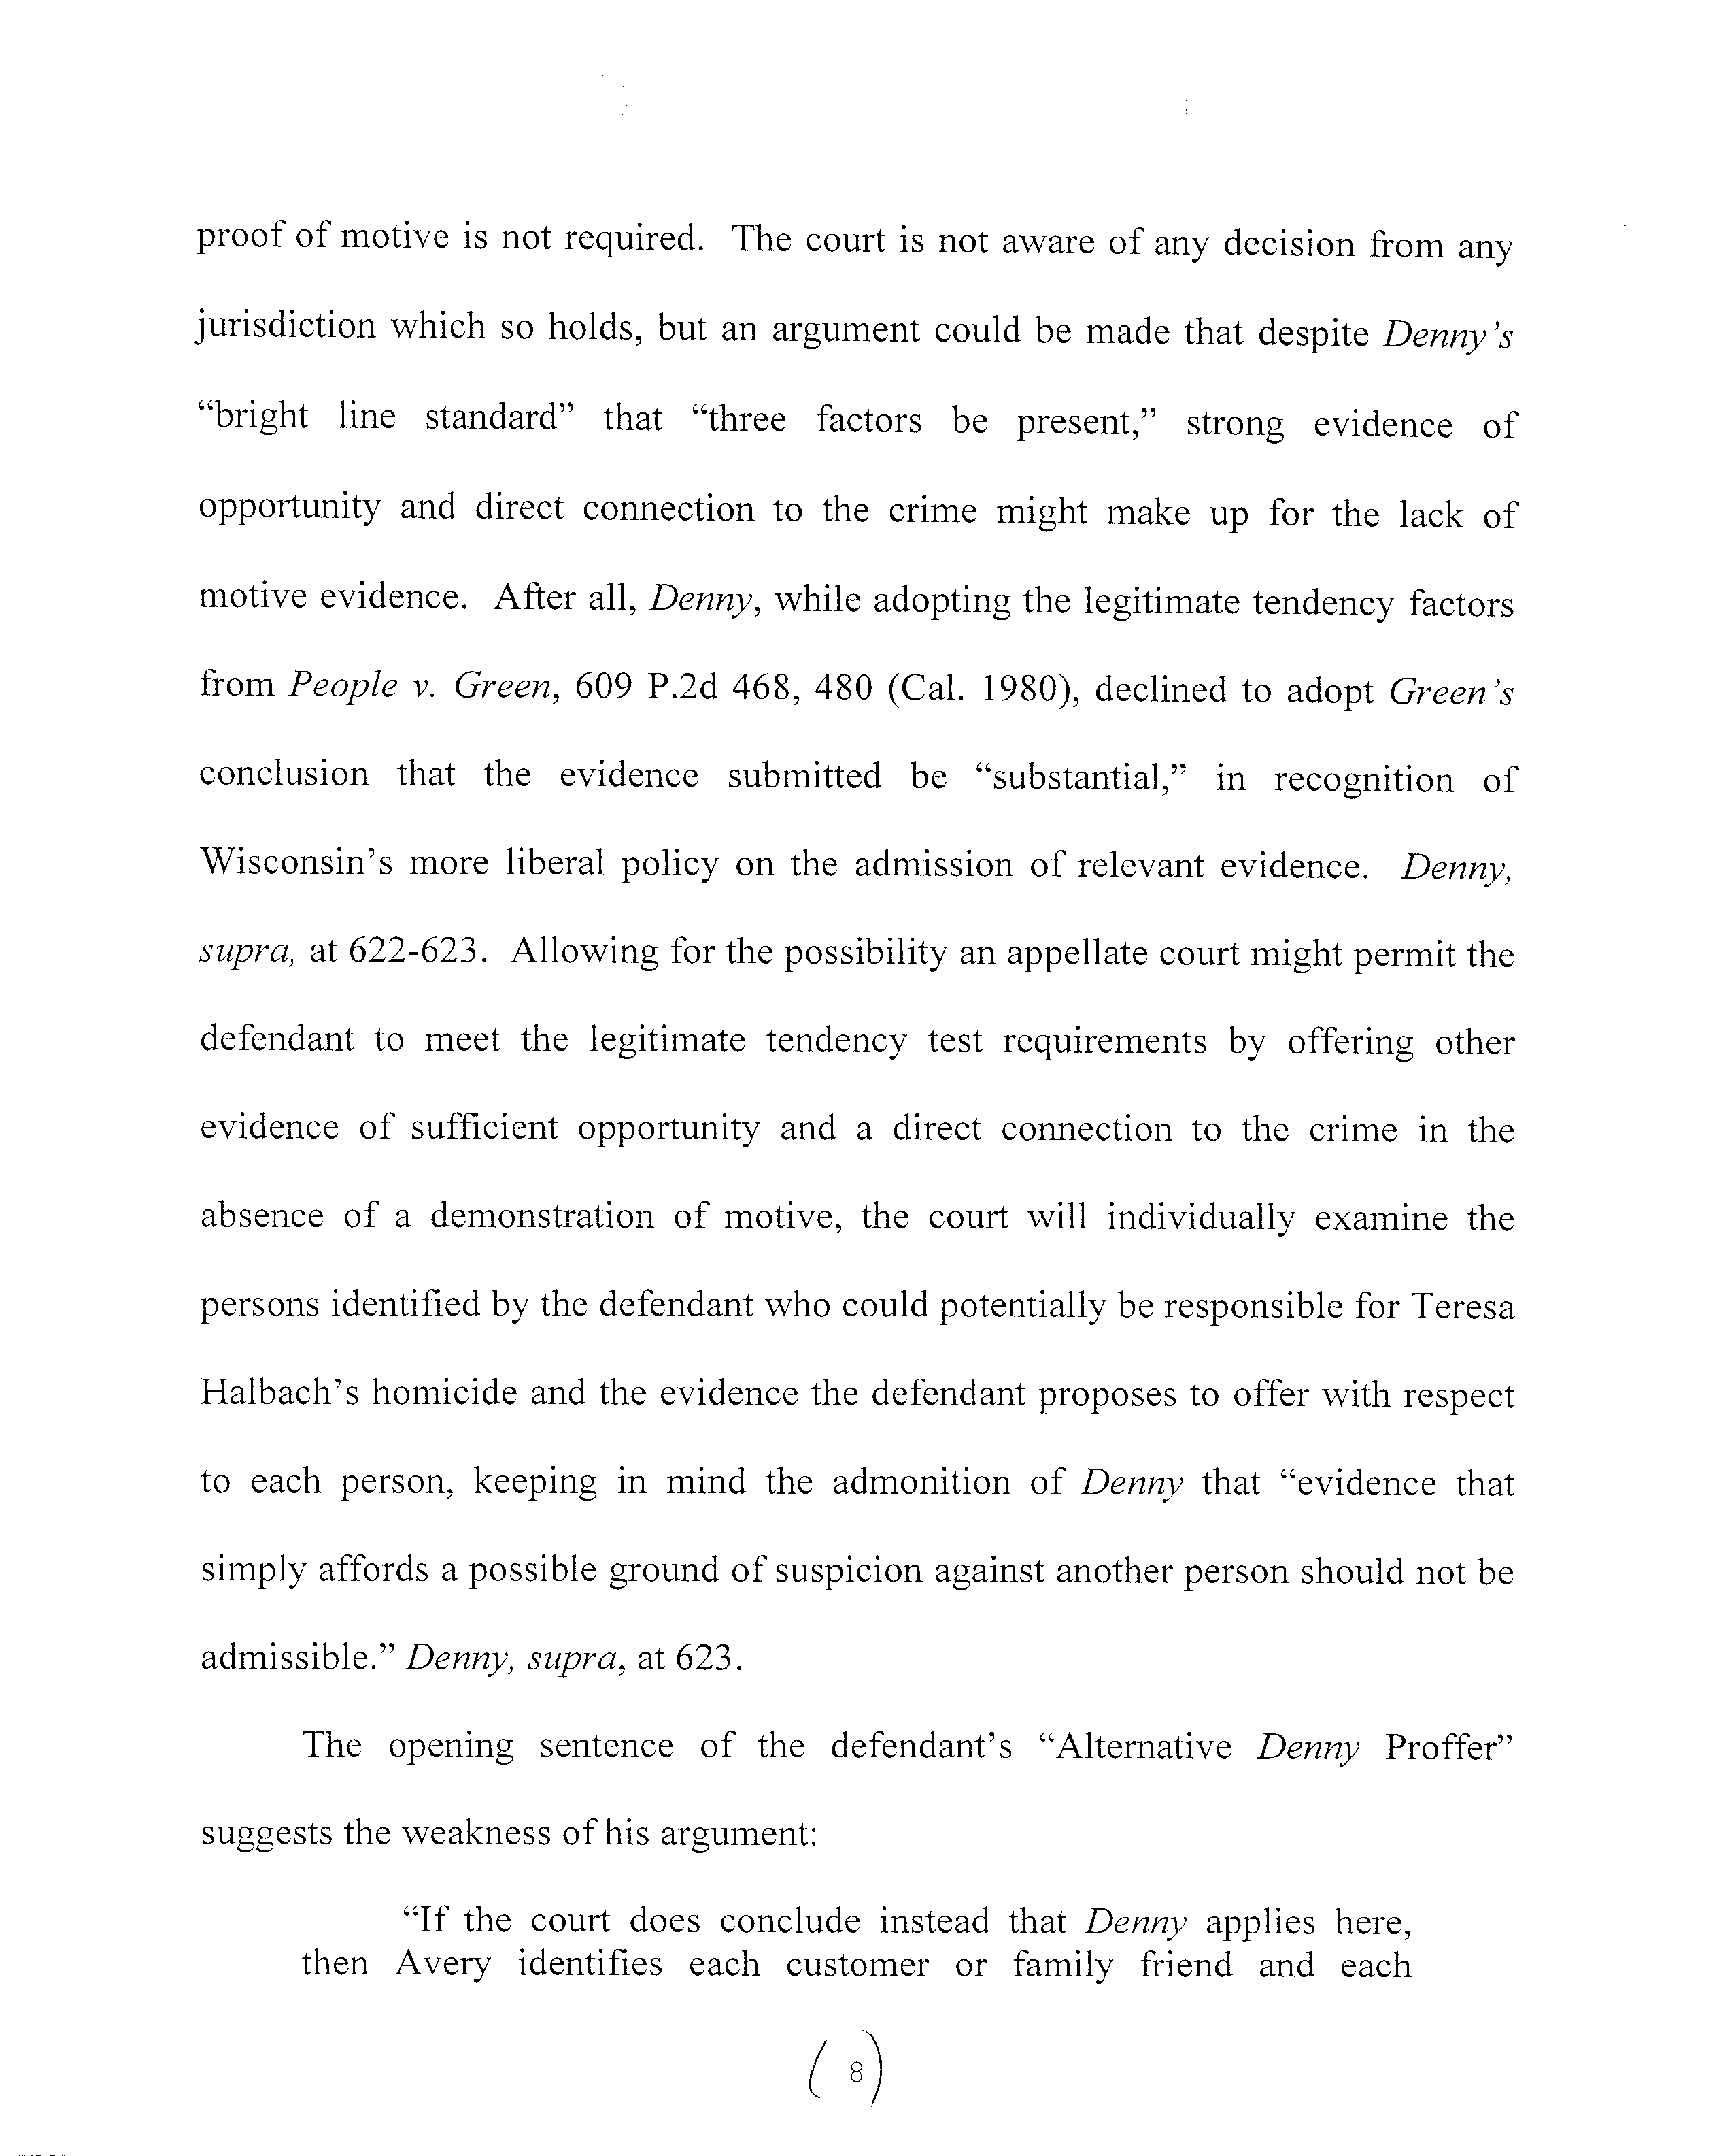 proof of motive is not required. The court is not aware of any decision from any
jurisdiction which so holds, but an argument could be made that despite Denny's
“bright line standard” that “three factors be present,” strong evidence of
opportunity and direct connection to the crime might make up for the lack of
motive evidence. After all, Denny, while adopting the legitimate tendency factors
from People v. Green, 609 P.2d 468, 480 (Cal. 1980), declined to adopt Green's
conclusion that the evidence submitted be “substantial,” in recognition of
Wisconsin's more liberal policy on the admission of relevant evidence. Denny,
supra, at 622-623. Allowing for the possibility an appellate court might permit the
defendant to meet the legitimate tendency test requirements by offering other
evidence of sufficient opportunity and a direct connection to the crime in the
absence of a demonstration of motive, the court will individually examine the
persons identified by the defendant who could potentially be responsible for Teresa
Halbach's homicide and the evidence the defendant proposes to offer with respect
to each person, keeping in mind the admonition of Denny that “evidence that
simply affords a possible ground of suspicion against another person should not be
admissible.” Denny, supra, at 623.
The opening sentence of the defendant's “Alternative Denny Proffer”
suggests the weakness of his argument:
“If the court does conclude instead that Denny applies here,
then Avery identifies each customer or family friend and each
(8)